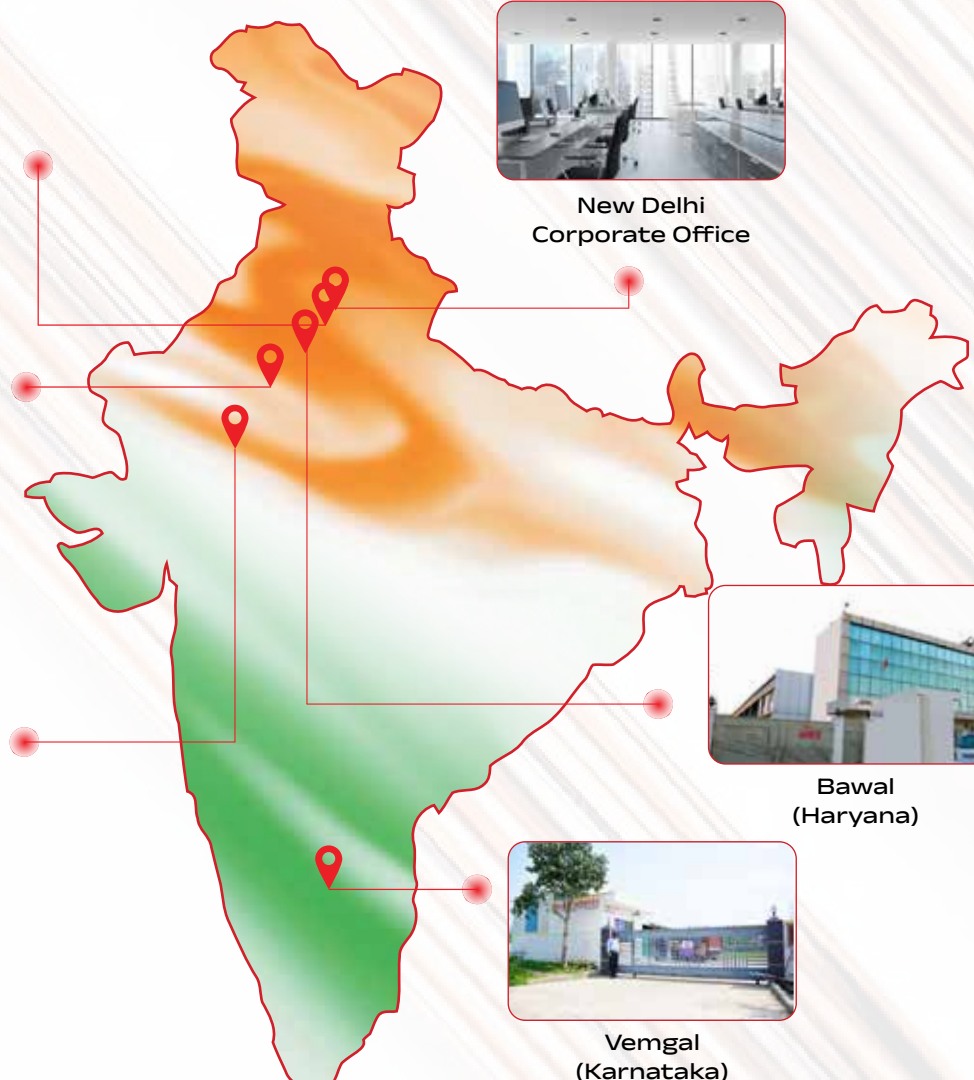 New Delhi
Corporate Office
Bawal
(Haryana)
Vemgal
(Karnataka)